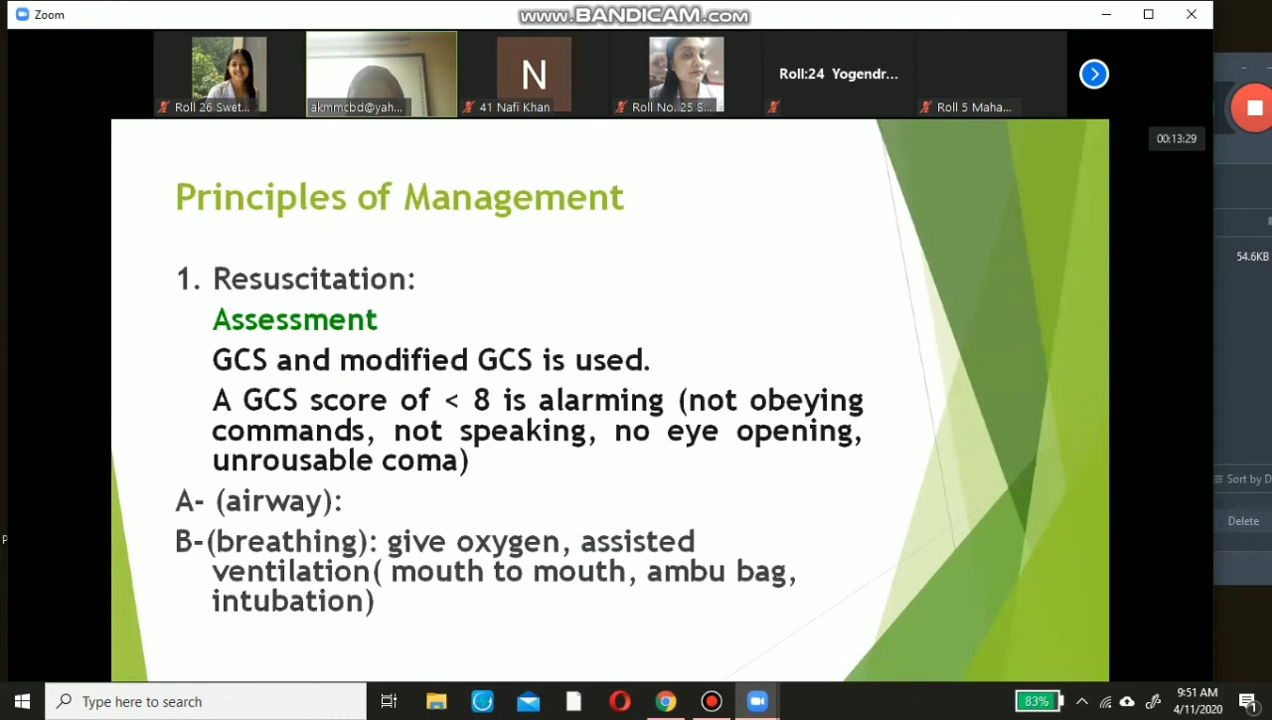 Zoom
www.BANDICAM.com
Roll 26 Swet...
akmmcbd@yah...
N
41 Nafi Khan
Roll No. 25 S...
Roll:24 Yogendr...
Roll 5 Maha...
00:13:29
Principles of Management
1. Resuscitation:
Assessment
GCS and modified GCS is used.
A GCS score of < 8 is alarming (not obeying
commands, not speaking, no eye opening,
unrousable coma)
A- (airway):
B-(breathing): give oxygen, assisted
ventilation( mouth to mouth, ambu bag,
intubation)
54.6KB
Sort by D
Delete
P
Type here to search
83%
9:51 AM
4/11/2020
1